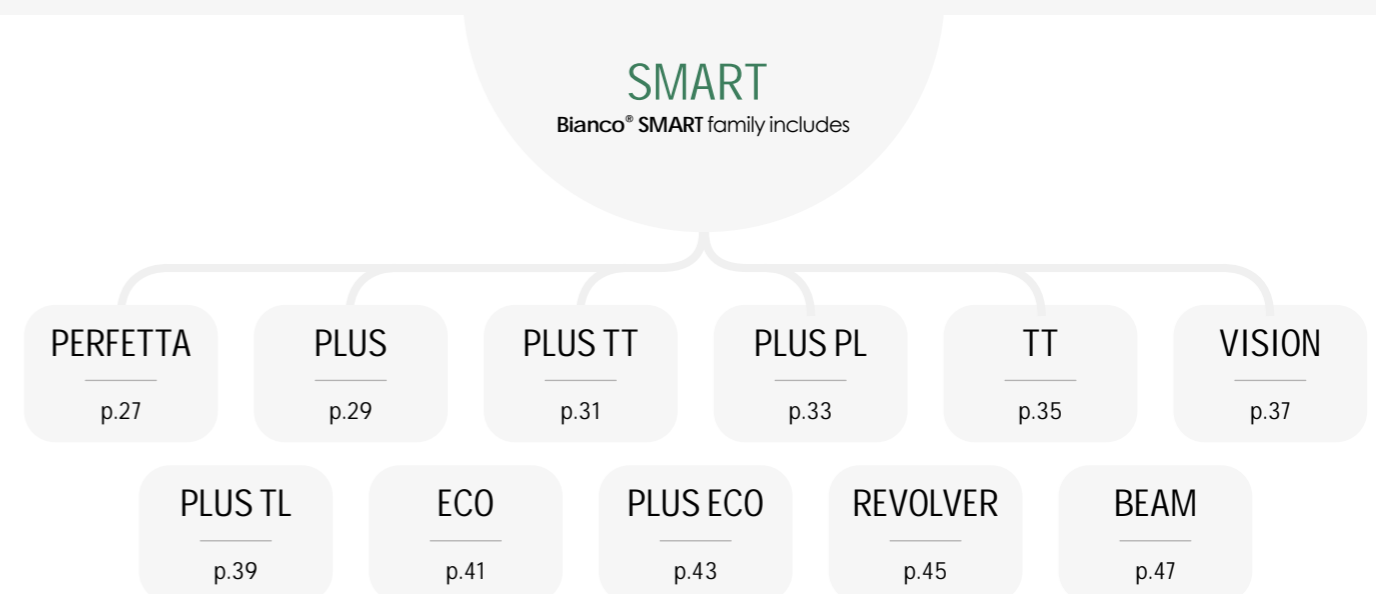 SMART
Bianco® SMART family includes
PERFETTA
p.27
PLUS
p.29
PLUS TT
p.31
PLUS PL
p.33
TT
p.35
VISION
p.37
PLUS TL
p.39
ECO
p.41
PLUS ECO
p.43
REVOLVER
p.45
BEAM
p.47